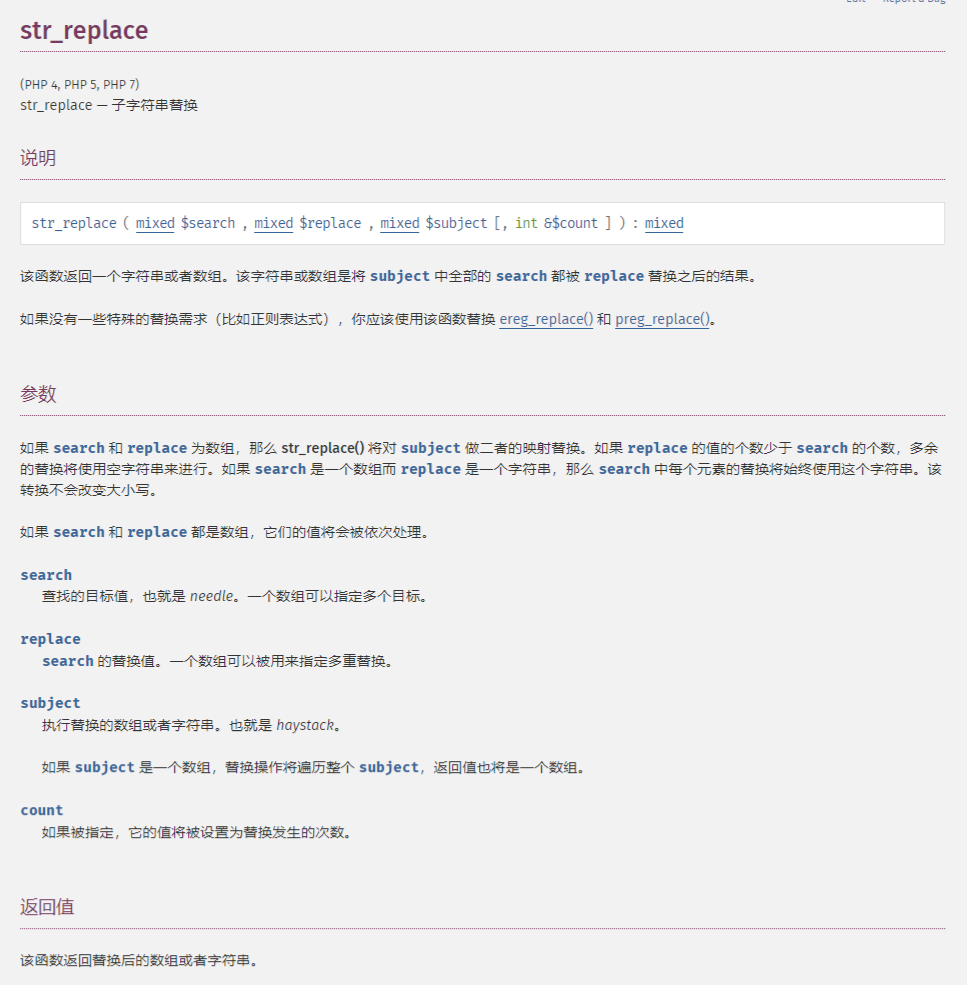 str_replace
(PHP 4, PHP 5, PHP 7)
str_replace — 子字符串替换
说明
str_replace ( mixed $search , mixed $replace , mixed $subject [, int &$count ] ) : mixed
该函数返回一个字符串或者数组。该字符串或数组是将 subject 中全部的 search 都被 replace 替换之后的结果。
如果没有一些特殊的替换需求（比如正则表达式），你应该使用该函数替换 ereg_replace() 和 preg_replace()。
参数
如果 search 和 replace 为数组，那么 str_replace() 将对 subject 做二者的映射替换。如果 replace 的值的个数少于 search 的个数，多余
的替换将使用空字符串来进行。如果 search 是一个数组而 replace 是一个字符串，那么 search 中每个元素的替换将始终使用这个字符串。该
转换不会改变大小写。
如果 search 和 replace 都是数组，它们的值将会被依次处理。
search
查找的目标值，也就是 needle。一个数组可以指定多个目标。
replace
search 的替换值。一个数组可以被用来指定多重替换。
subject
执行替换的数组或者字符串。也就是 haystack。
如果 subject 是一个数组，替换操作将遍历整个 subject，返回值也将是一个数组。
count
如果被指定，它的值将被设置为替换发生的次数。
返回值
该函数返回替换后的数组或者字符串。